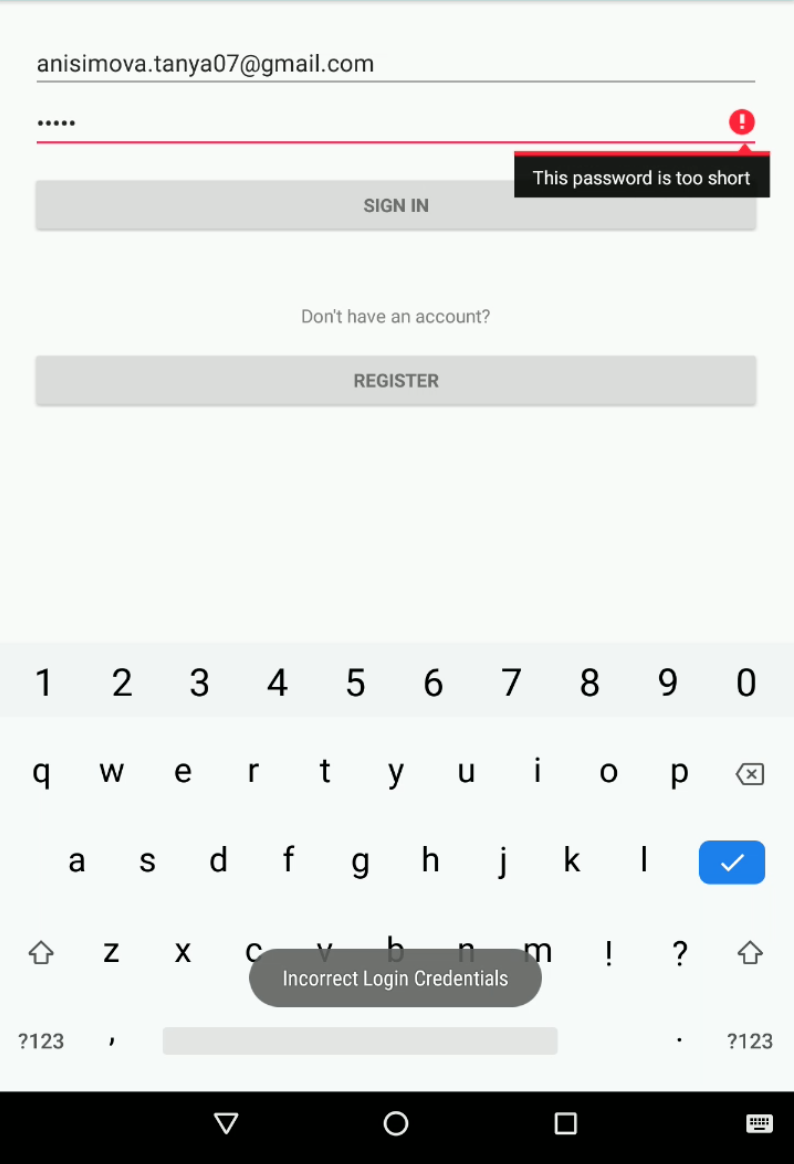 anisimova.tanya07@gmail.com
•••••
This password is too short
SIGN IN
Don't have an account?
REGISTER
1 2 3 4 5 6 7 8 9 0
q w e r t y u i o p
a s d f g h j k l
z x c v b n m ! ?
Incorrect Login Credentials
?123 , . ?123